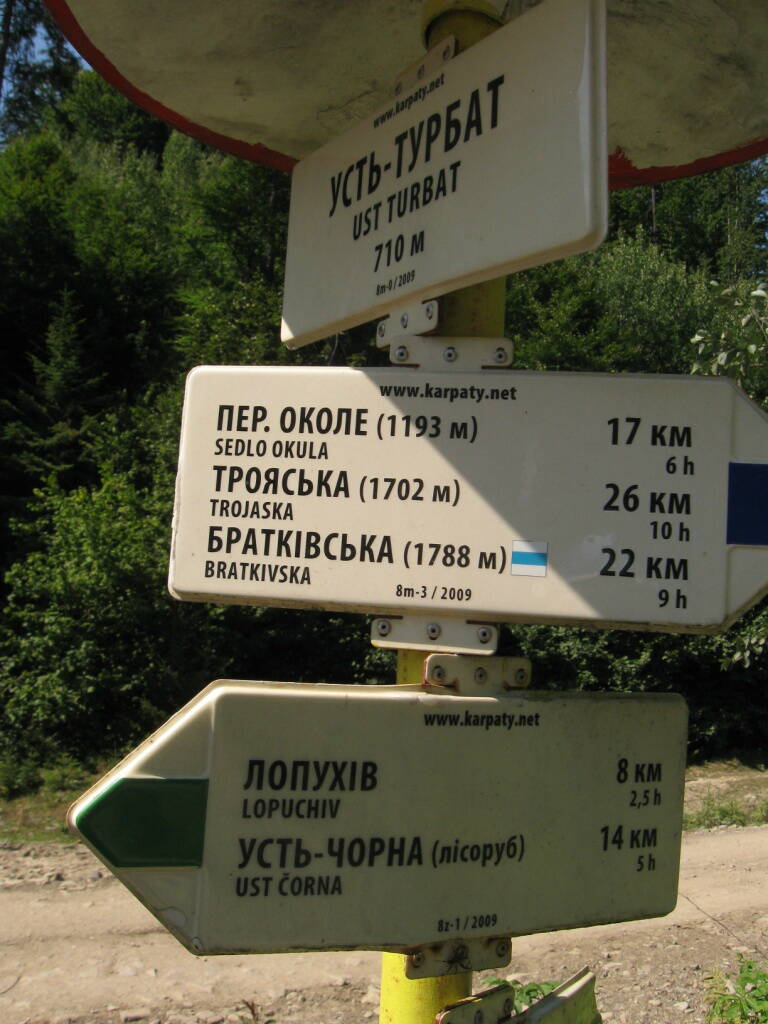 www.karpaty.net
УСТЬ-ТУРБАТ
UST TURBAT
710 м
8m-0 / 2009
www.karpaty.net
ПЕР. ОКОЛЕ (1193 м) 17 км
SEDLO OKULA 6 h
ТРОЯСЬКА (1702 м) 26 км
TROJASKA 10 h
БРАТКІВСЬКА (1788 м) 22 км
BRATKIVSKA 9 h
8m-3 / 2009
www.karpaty.net
ЛОПУХІВ 8 км
LOPUCHIV 2,5 h
УСТЬ-ЧОРНА (лісоруб) 14 км
UST ČORNA 5 h
8z-1 / 2009